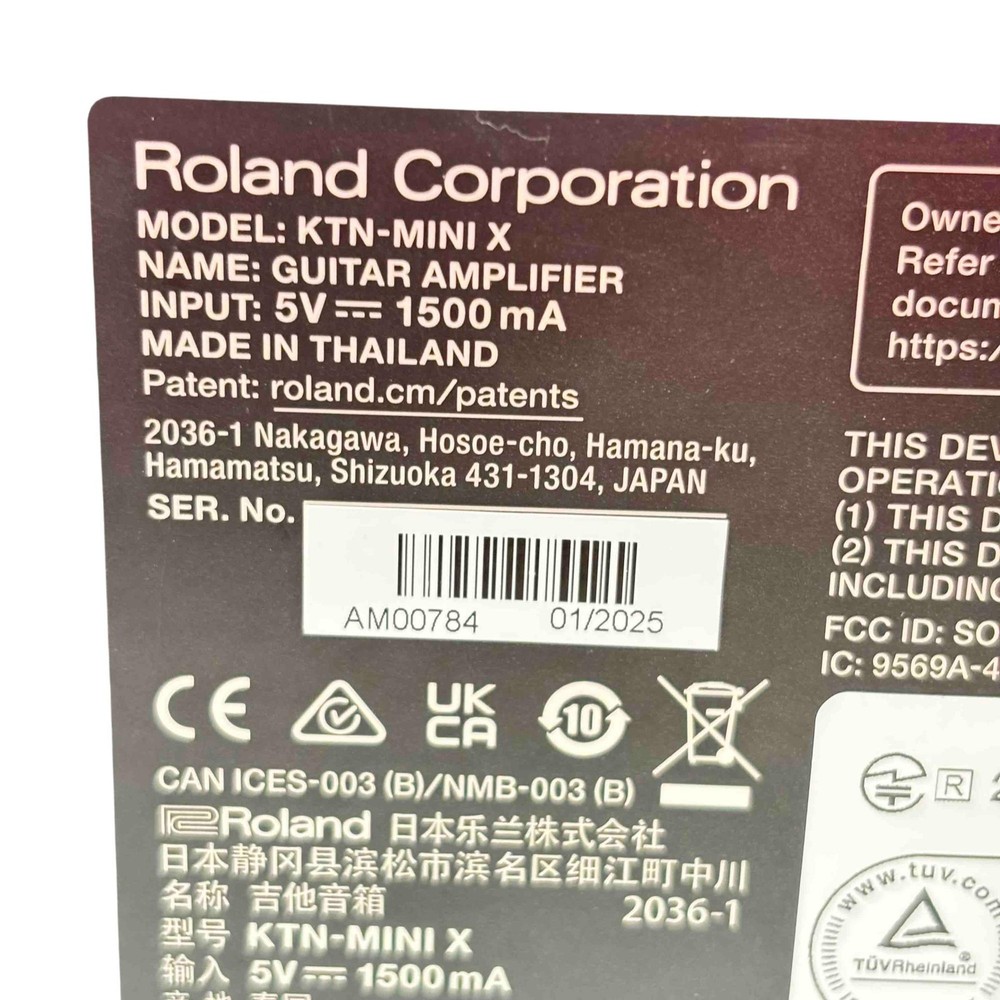 Roland Corporation
MODEL: KTN-MINI X
NAME: GUITAR AMPLIFIER
INPUT: 5V ⎓ 1500 mA
MADE IN THAILAND
Patent: roland.cm/patents
2036-1 Nakagawa, Hosoe-cho, Hamana-ku,
Hamamatsu, Shizuoka 431-1304, JAPAN
SER. No.
AM00784 01/2025
CE
UK
CA
10
CAN ICES-003 (B)/NMB-003 (B)
Roland 日本乐兰株式会社
日本静冈县滨松市滨名区细江町中川
2036-1
名称 吉他音箱
型号 KTN-MINI X
输入 5V ⎓ 1500 mA
Refer
https:/
THIS
(1) THIS
(2) THIS
FCC ID: SO
IC: 9569A-4
R
www.tuv.com
TÜVRheinland®